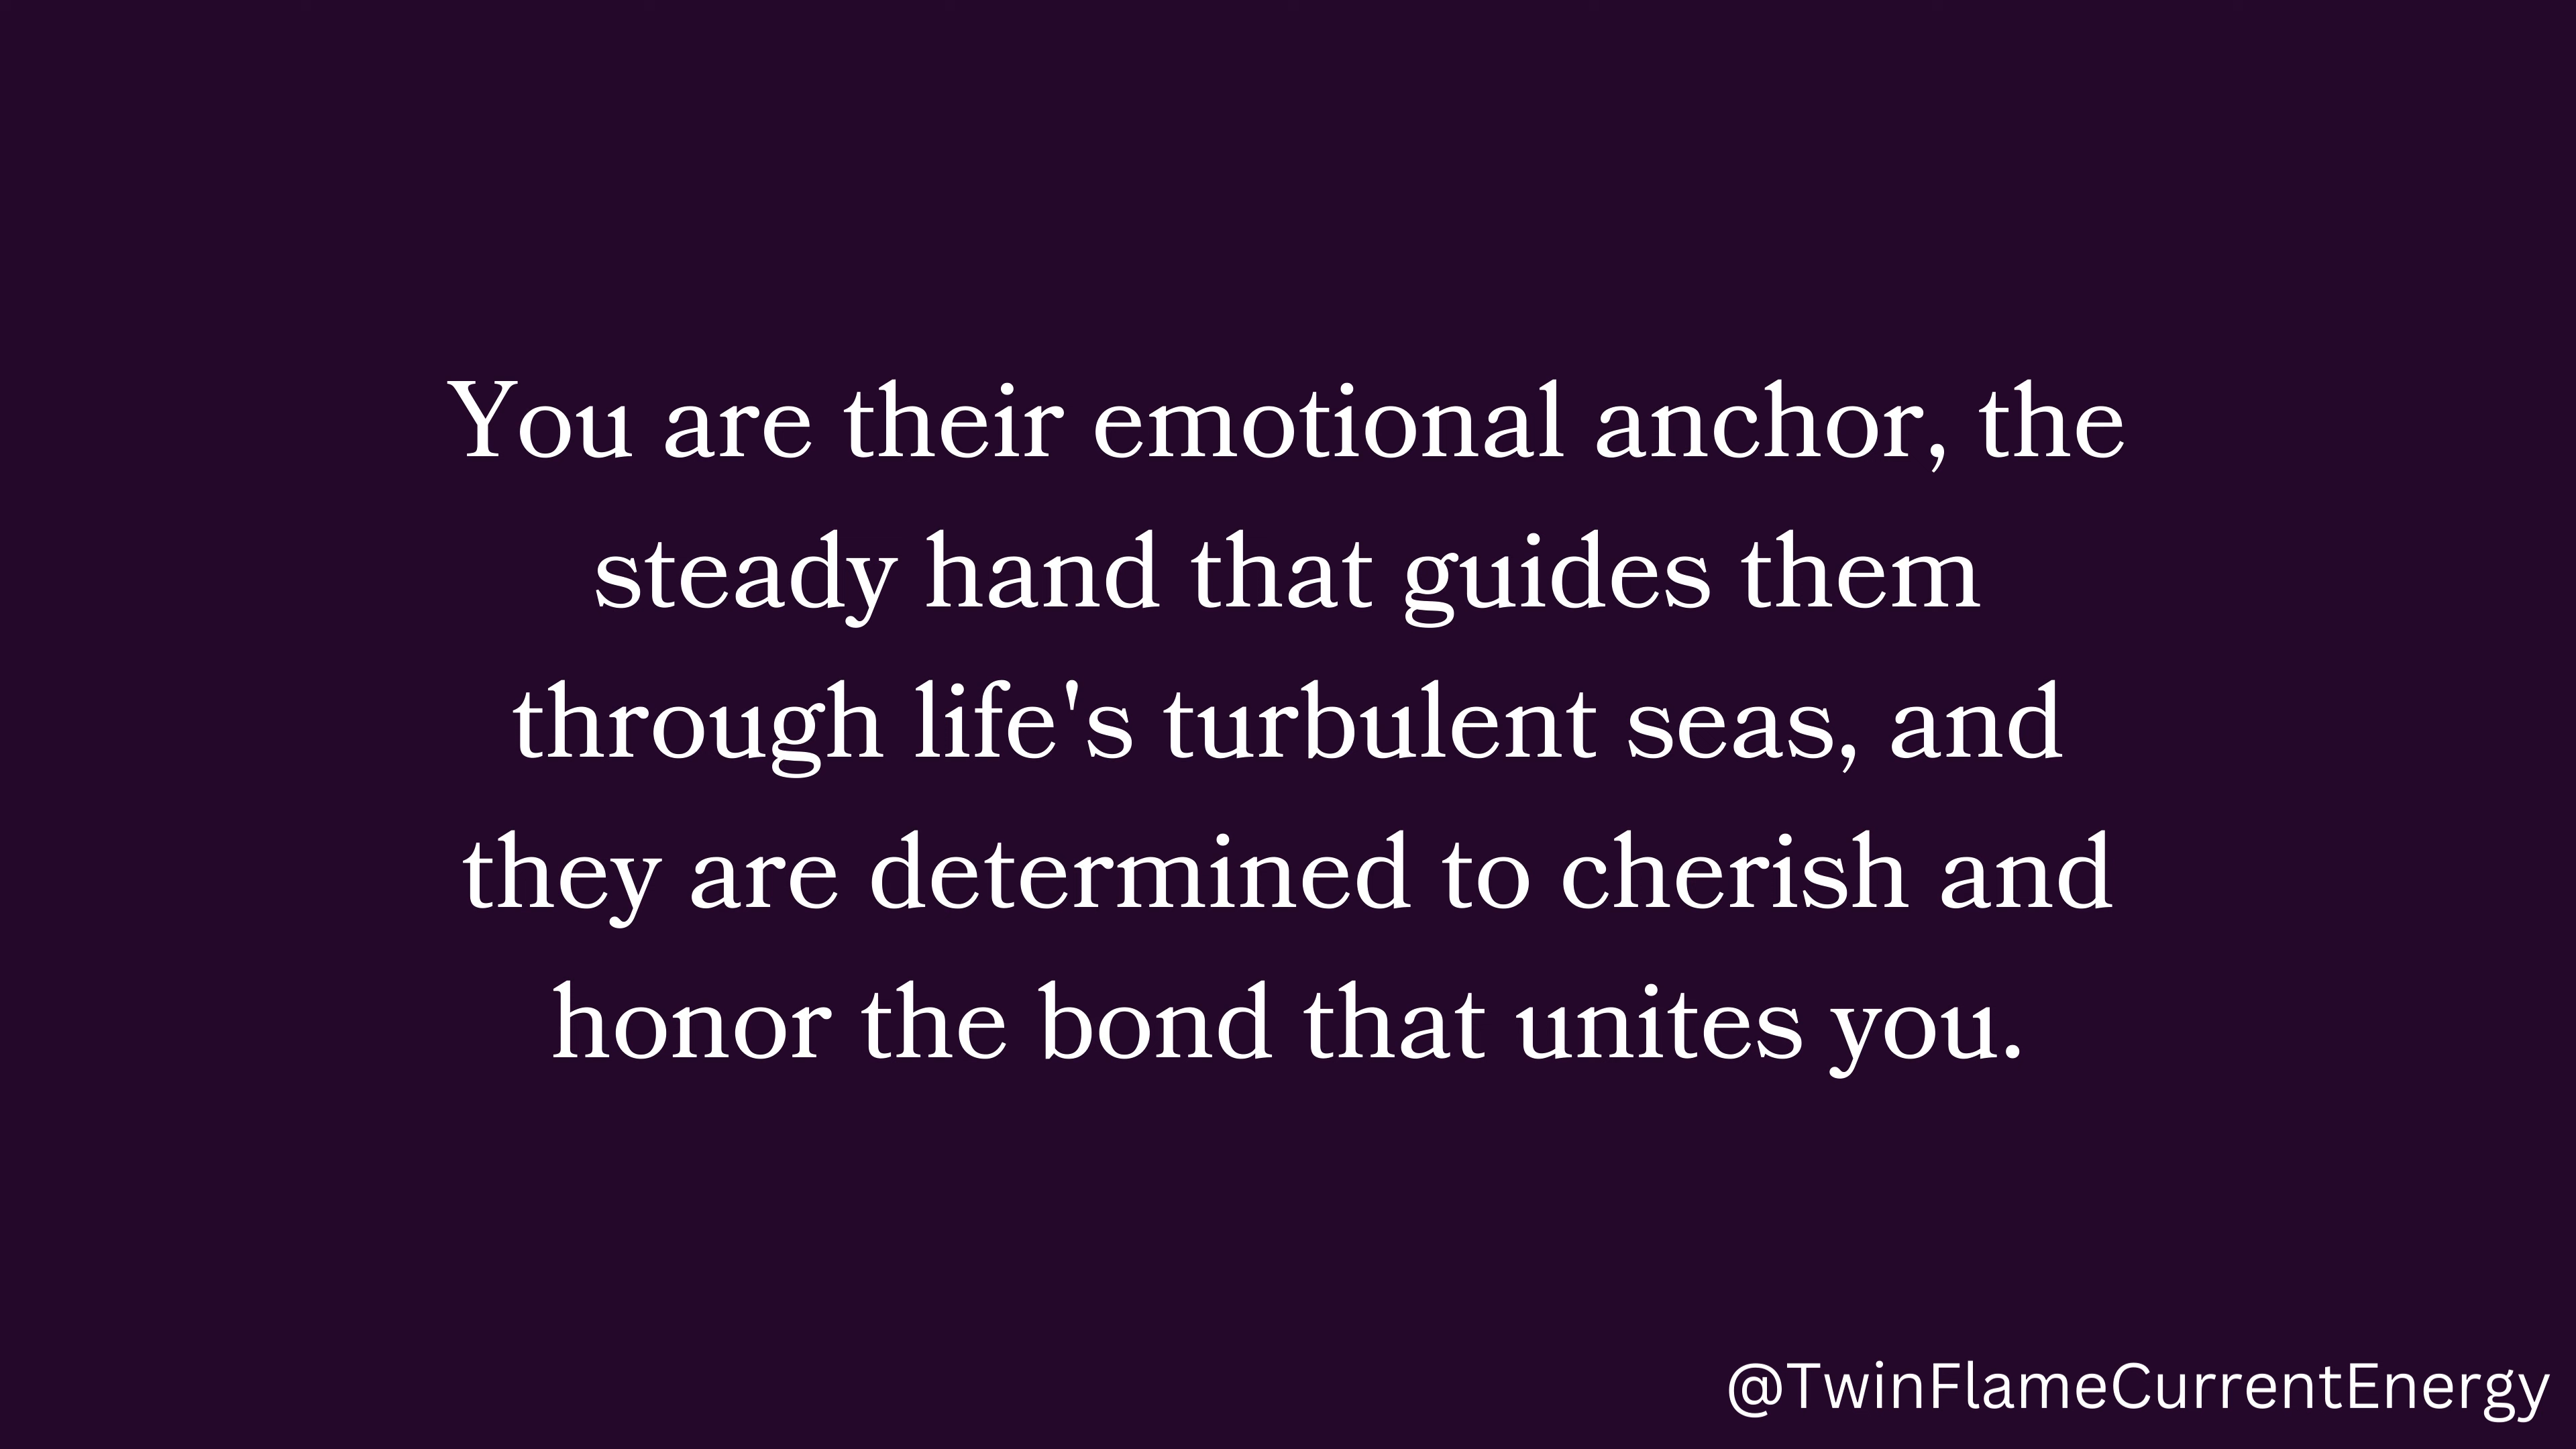 You are their emotional anchor, the
steady hand that guides them
through life's turbulent seas, and
they are determined to cherish and
honor the bond that unites you.
@TwinFlameCurrentEnergy